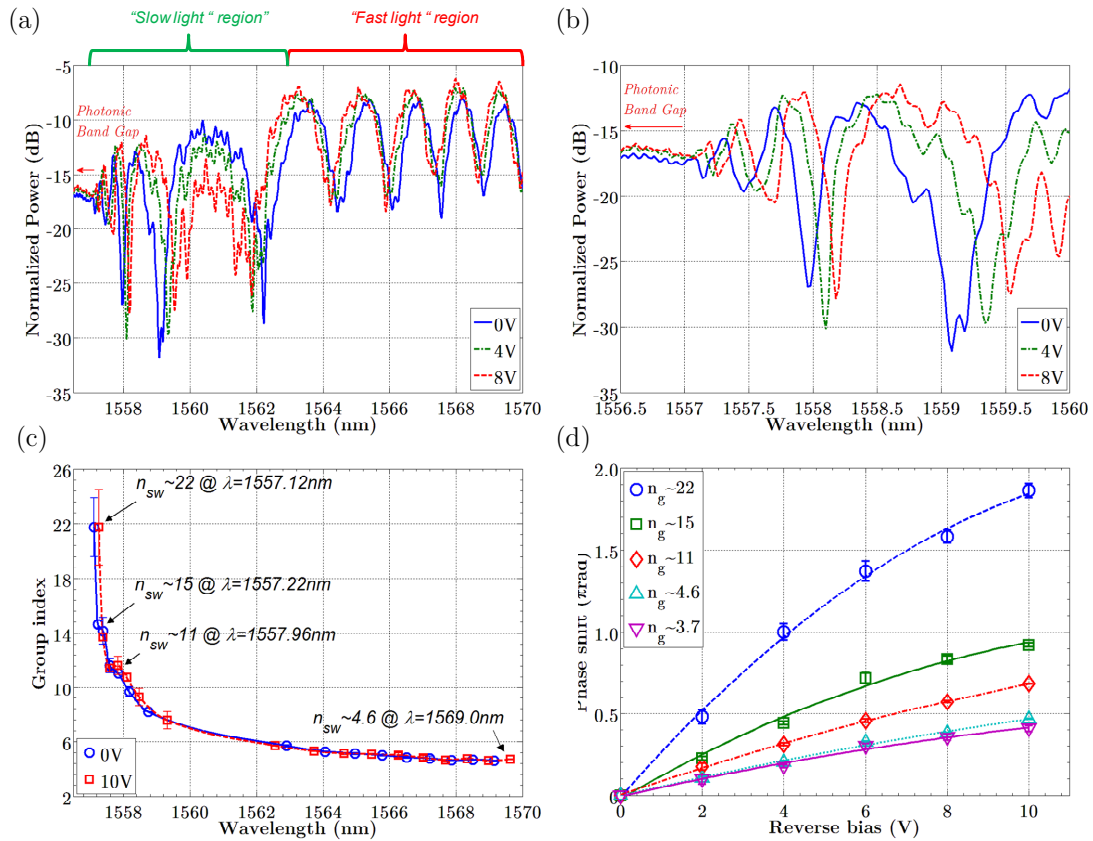 (a)
"Slow light " region"
"Fast light" region
(b)
Normalized Power (dB)
-5
-10
-15
-20
-25
-30
-35
Photonic
Band Gap
0V
4V
8V
1558
1560
1562
1564
1566
1568
1570
Wavelength (nm)
Normalized Power (dB)
-10
-15
-20
-25
-30
-35
Photonic
Band Gap
0V
4V
8V
1556.5
1557
1557.5
1558
1558.5
1559
1559.5
1560
Wavelength (nm)
(c)
(d)
Group index
26
22
18
14
10
6
2
n_sw~22 @ λ=1557.12nm
n_sw~15 @ λ=1557.22nm
n_sw~11 @ λ=1557.96nm
n_sw~4.6 @ λ=1569.0nm
0V
10V
1558
1560
1562
1564
1566
1568
1570
Wavelength (nm)
Phase shift (πrad)
2.0
1.5
1.0
0.5
0
n_g~22
n_g~15
n_g~11
n_g~4.6
n_g~3.7
0
2
4
6
8
10
Reverse bias (V)